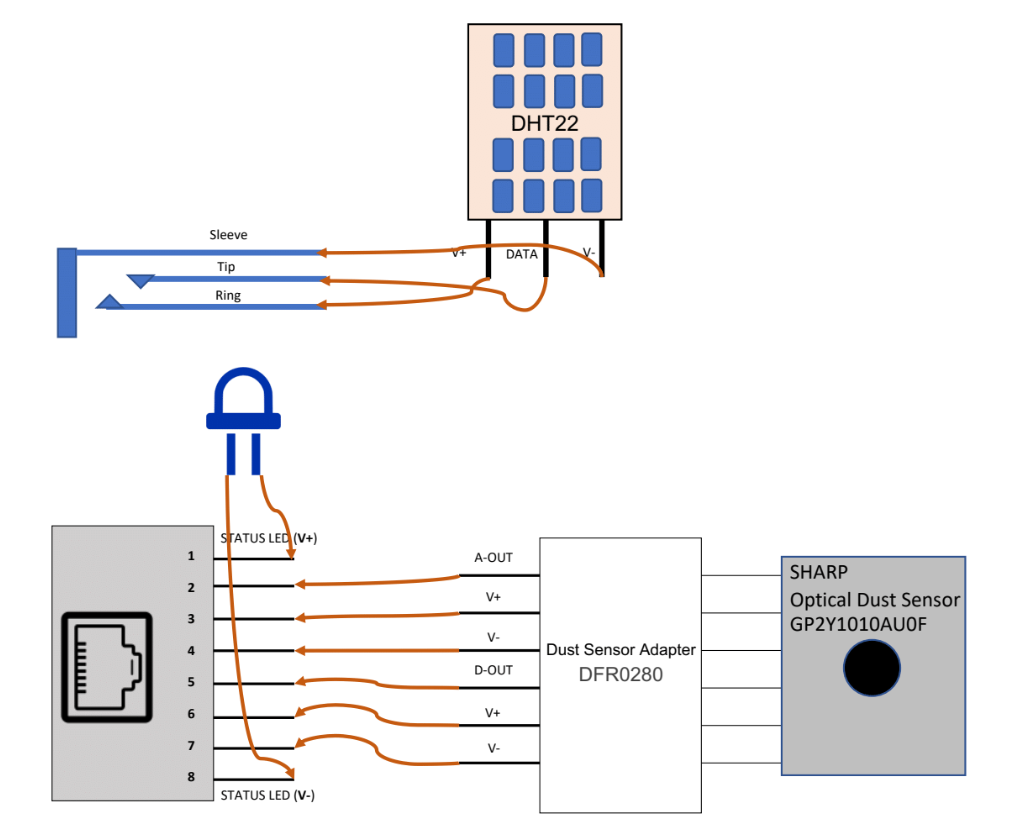 DHT22
Sleeve
V+
DATA
V-
Tip
Ring
STATUS LED (V+)
1
A-OUT
SHARP
2
V+
Optical Dust Sensor
3
GP2Y1010AU0F
4
V-
Dust Sensor Adapter
5
D-OUT
DFR0280
6
V+
7
V-
8
STATUS LED (V-)